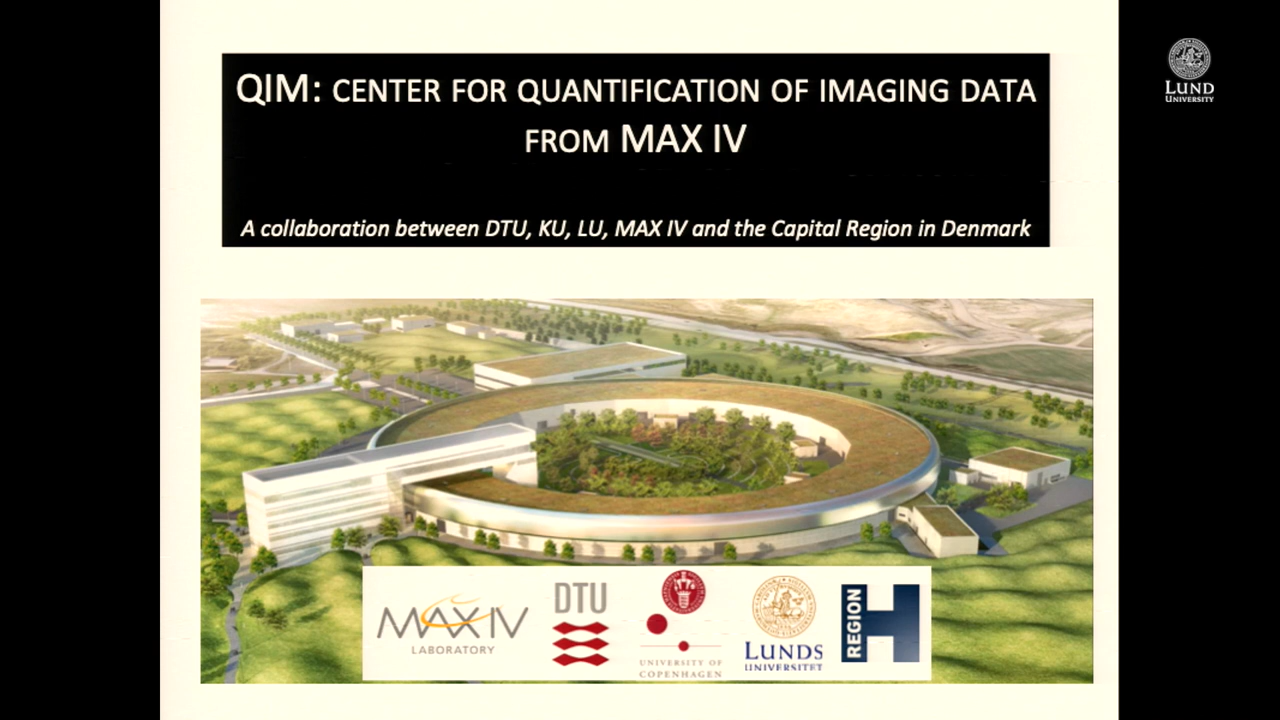 QIM: CENTER FOR QUANTIFICATION OF IMAGING DATA
FROM MAX IV
A collaboration between DTU, KU, LU, MAX IV and the Capital Region in Denmark
LUND
UNIVERSITY
MAX IV
LABORATORY
DTU
UNIVERSITY OF
COPENHAGEN
LUNDS
UNIVERSITET
REGION
H